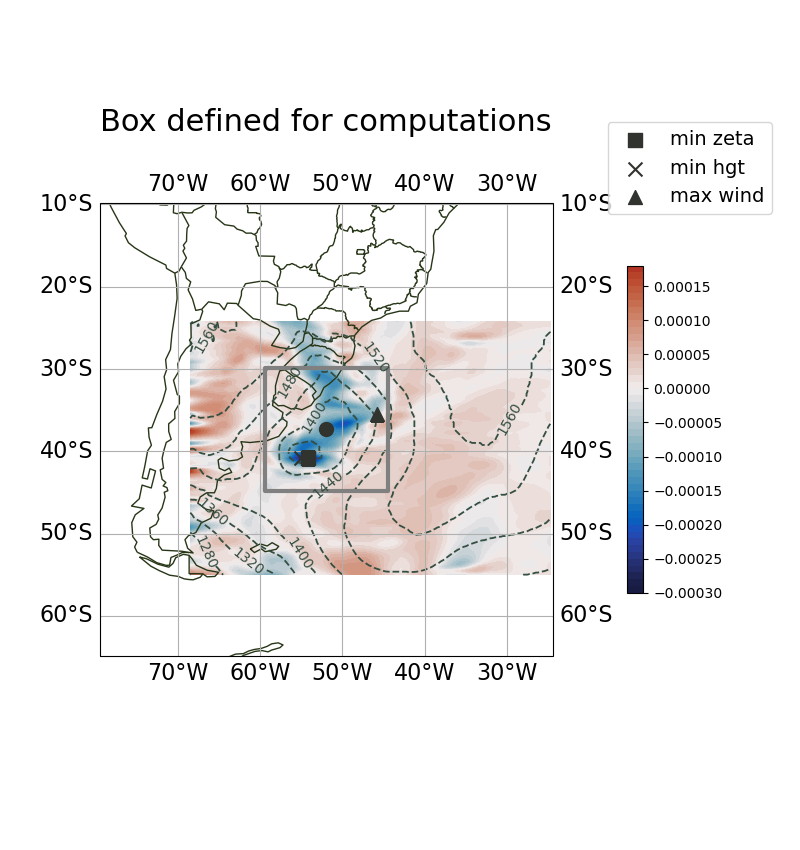 Box defined for computations
min zeta
min hgt
max wind
70°W 60°W 50°W 40°W 30°W
10°S 10°S
20°S 20°S
30°S 30°S
40°S 40°S
50°S 50°S
60°S 60°S
70°W 60°W 50°W 40°W 30°W
1560
1520
1480
1400
1560
1440
1360
1280
1320
1400
0.00015
0.00010
0.00005
0.00000
−0.00005
−0.00010
−0.00015
−0.00020
−0.00025
−0.00030